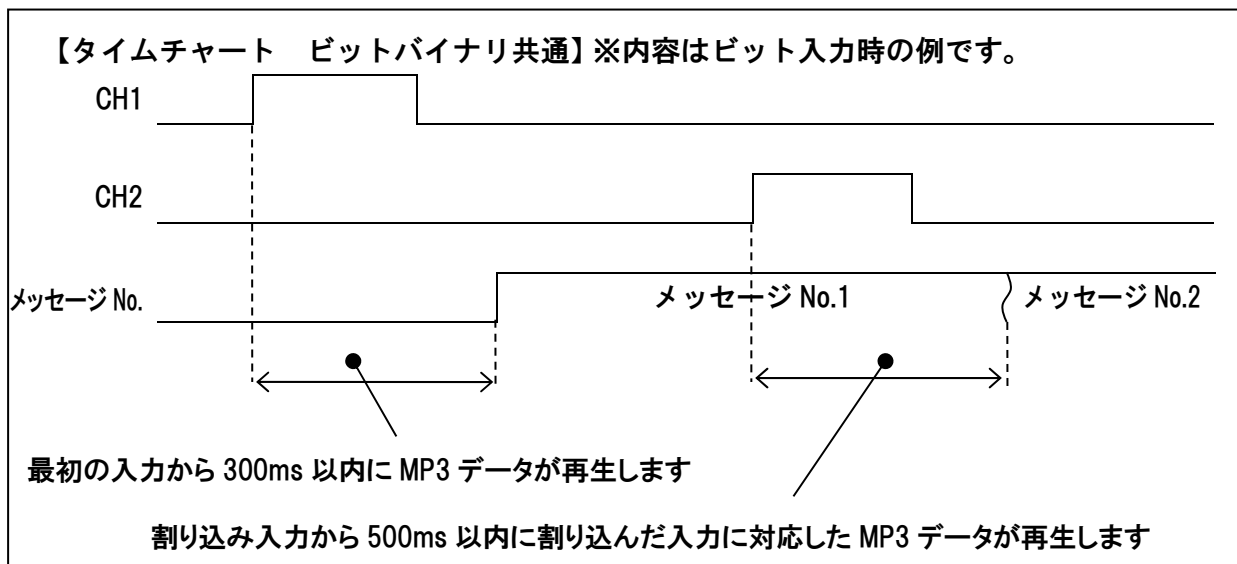 【タイムチャート　ビットバイナリ共通】※内容はビット入力時の例です。
CH1
CH2
メッセージ No.
メッセージ No.1
メッセージ No.2
最初の入力から 300ms 以内に MP3 データが再生します
割り込み入力から 500ms 以内に割り込んだ入力に対応した MP3 データが再生します